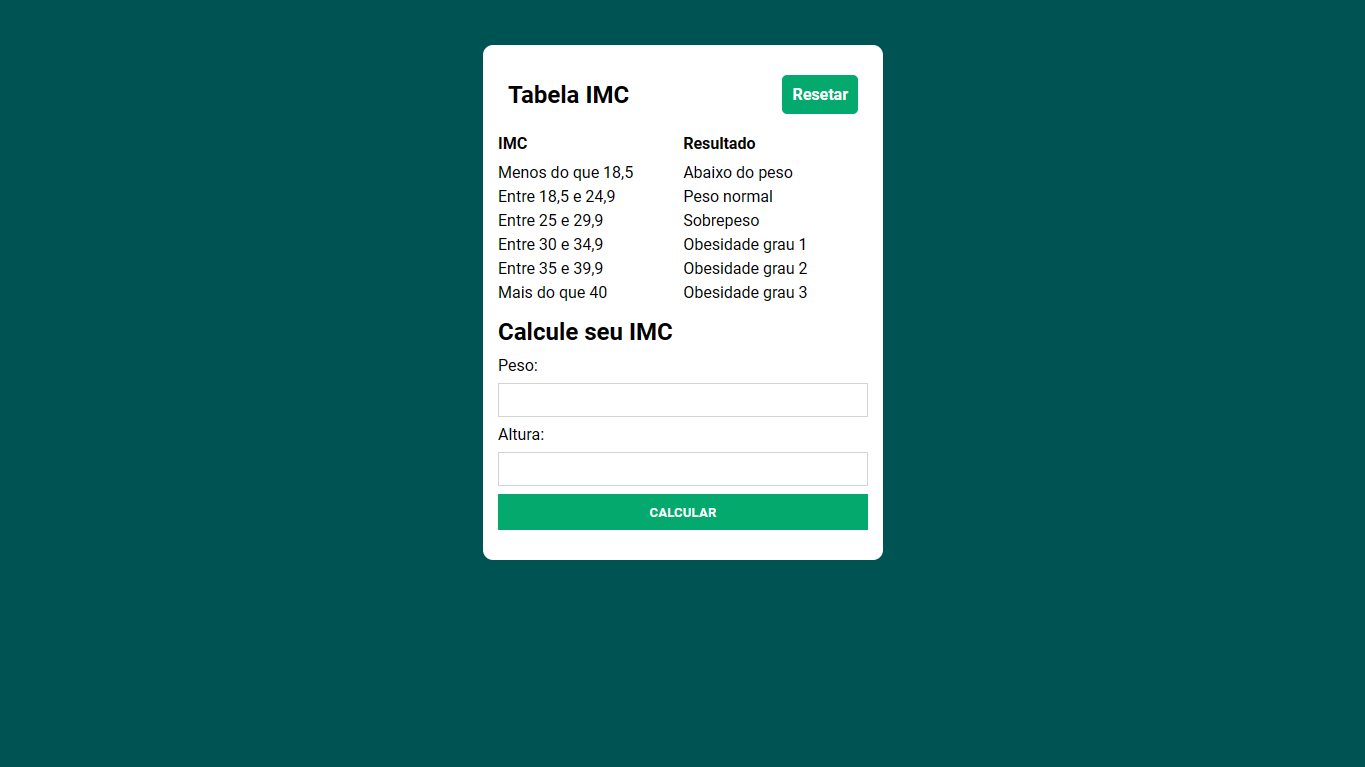 Tabela IMC
Resetar
IMC Resultado
Menos do que 18,5 Abaixo do peso
Entre 18,5 e 24,9 Peso normal
Entre 25 e 29,9 Sobrepeso
Entre 30 e 34,9 Obesidade grau 1
Entre 35 e 39,9 Obesidade grau 2
Mais do que 40 Obesidade grau 3
Calcule seu IMC
Peso:
Altura:
CALCULAR